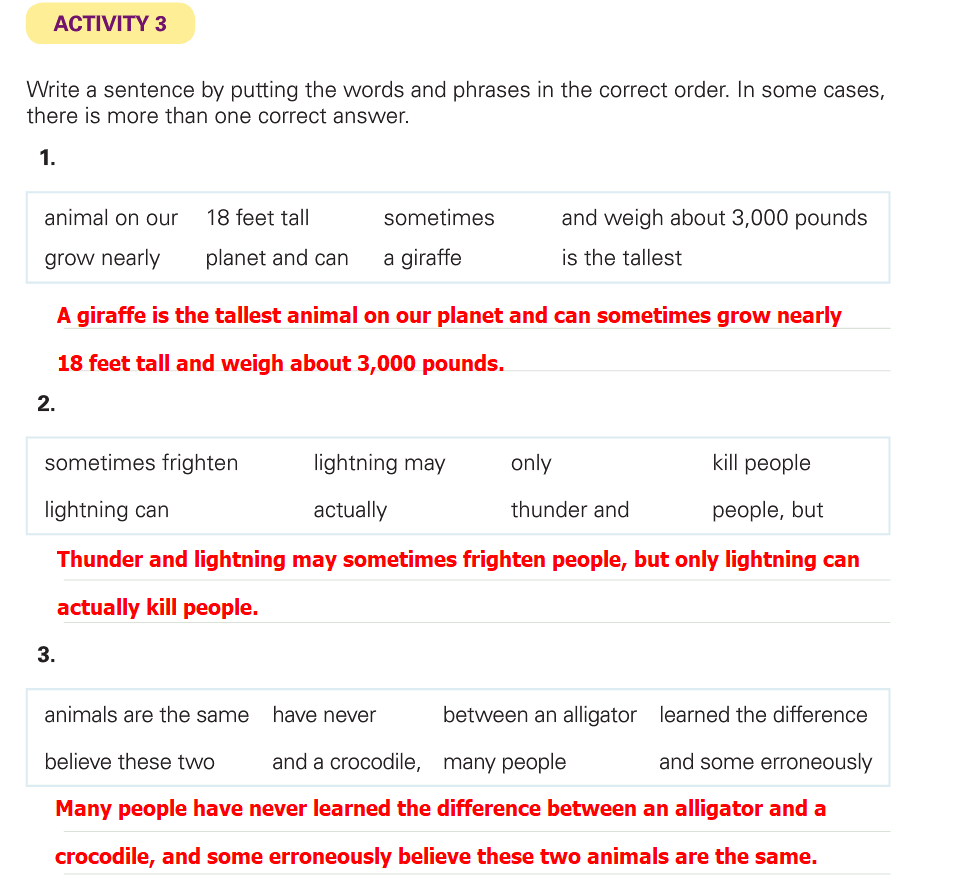 ACTIVITY 3
Write a sentence by putting the words and phrases in the correct order. In some cases,
there is more than one correct answer.
1.
animal on our 18 feet tall sometimes and weigh about 3,000 pounds
grow nearly planet and can a giraffe is the tallest
A giraffe is the tallest animal on our planet and can sometimes grow nearly
18 feet tall and weigh about 3,000 pounds.
2.
sometimes frighten lightning may only kill people
lightning can actually thunder and people, but
Thunder and lightning may sometimes frighten people, but only lightning can
actually kill people.
3.
animals are the same have never between an alligator learned the difference
believe these two and a crocodile, many people and some erroneously
Many people have never learned the difference between an alligator and a
crocodile, and some erroneously believe these two animals are the same.